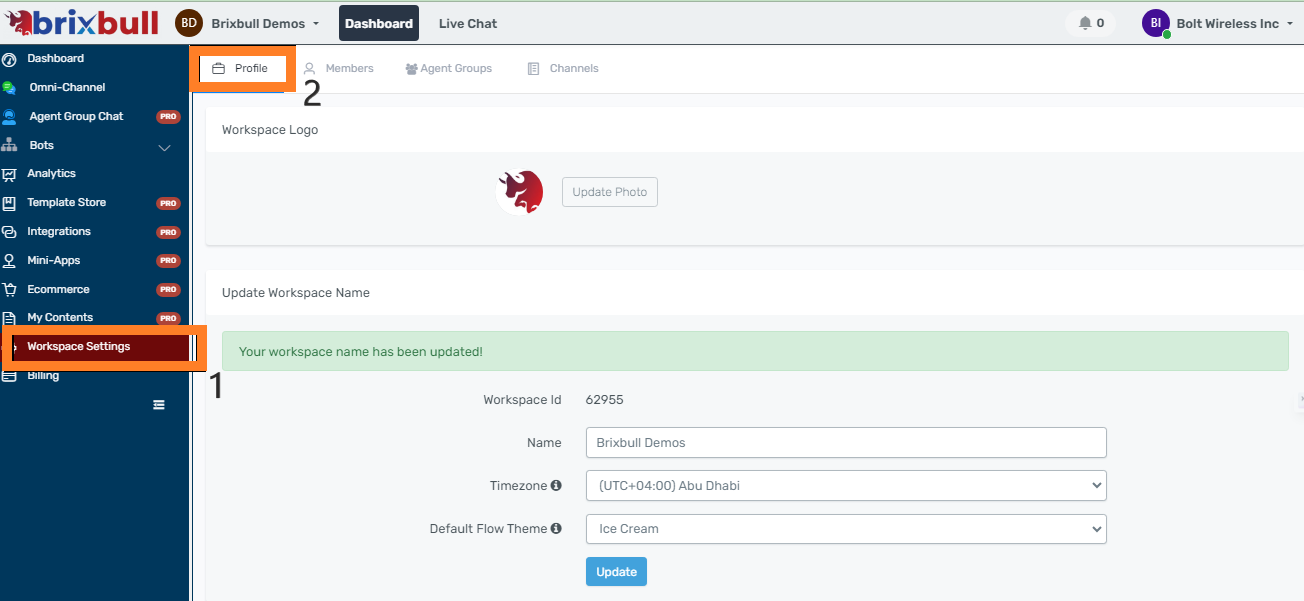 brixbull BD Brixbull Demos Dashboard Live Chat 0 BI Bolt Wireless Inc
Dashboard
Omni-Channel
Agent Group Chat PRO
Bots
Analytics
Template Store PRO
Integrations PRO
Mini-Apps PRO
Ecommerce PRO
My Contents PRO
Workspace Settings
1
Billing
Profile Members Agent Groups Channels
2
Workspace Logo
Update Photo
Update Workspace Name
Your workspace name has been updated!
Workspace Id 62955
Name Brixbull Demos
Timezone (UTC+04:00) Abu Dhabi
Default Flow Theme Ice Cream
Update